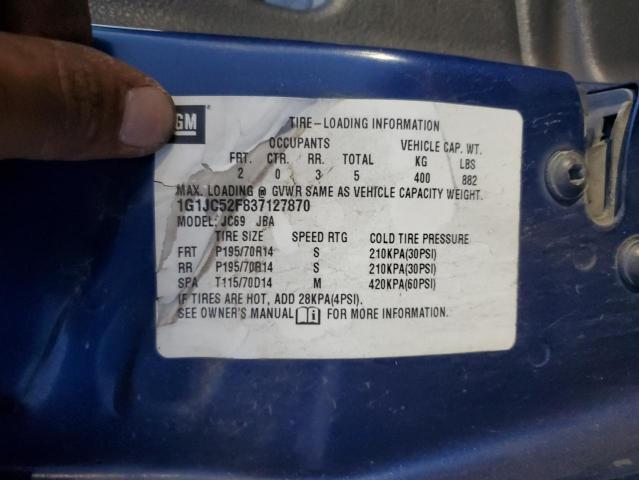 GM ®
TIRE-LOADING INFORMATION
OCCUPANTS VEHICLE CAP. WT.
FRT. CTR. RR. TOTAL KG LBS
2 0 3 5 400 882
MAX. LOADING @ GVWR SAME AS VEHICLE CAPACITY WEIGHT.
1G1JC52F837127870
MODEL: JC69 JBA
TIRE SIZE SPEED RTG COLD TIRE PRESSURE
FRT P195/70R14 S 210KPA(30PSI)
RR P195/70R14 S 210KPA(30PSI)
SPA T115/70D14 M 420KPA(60PSI)
IF TIRES ARE HOT, ADD 28KPA(4PSI).
SEE OWNER'S MANUAL i FOR MORE INFORMATION.